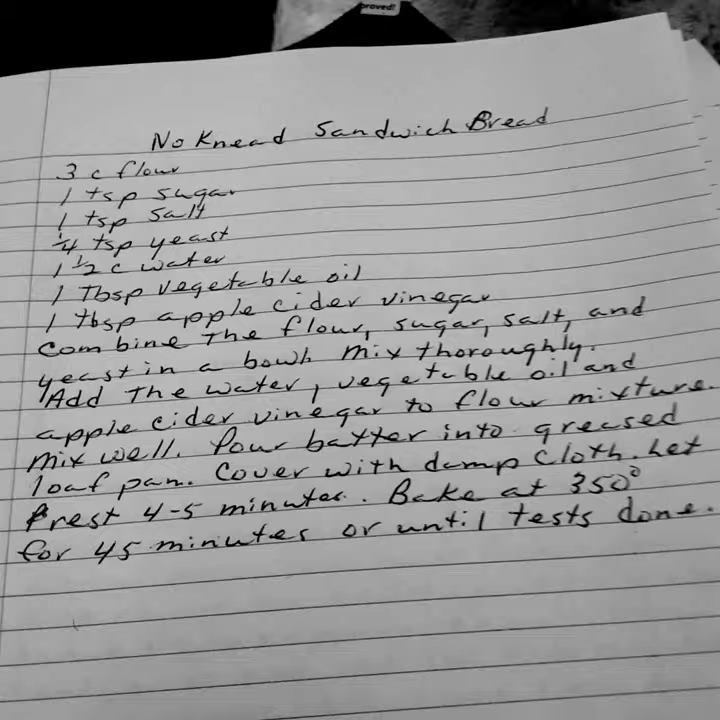 proved!
No Knead Sandwich Bread
3 c flour
1 tsp sugar
1 tsp salt
1/4 tsp yeast
1 1/2 c water
1 Tbsp vegetable oil
1 tbsp apple cider vinegar
Combine The flour, sugar, salt, and
yeast in a bowl. Mix thoroughly.
Add The water, vegetable oil and
apple cider vinegar to flour mixture.
Mix well. Pour batter into greased
loaf pan. Cover with damp cloth. Let
rest 4-5 minutes. Bake at 350°
for 45 minutes or until tests done.